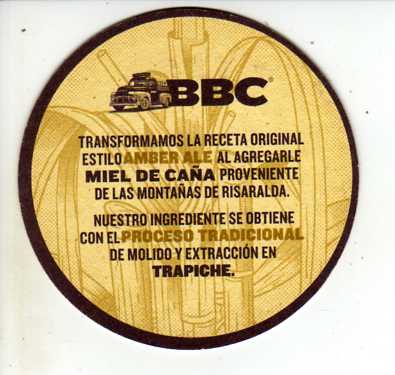 BBC®
TRANSFORMAMOS LA RECETA ORIGINAL
ESTILO AMBER ALE AL AGREGARLE
MIEL DE CAÑA PROVENIENTE
DE LAS MONTAÑAS DE RISARALDA.
NUESTRO INGREDIENTE SE OBTIENE
CON EL PROCESO TRADICIONAL
DE MOLIDO Y EXTRACCIÓN EN
TRAPICHE.